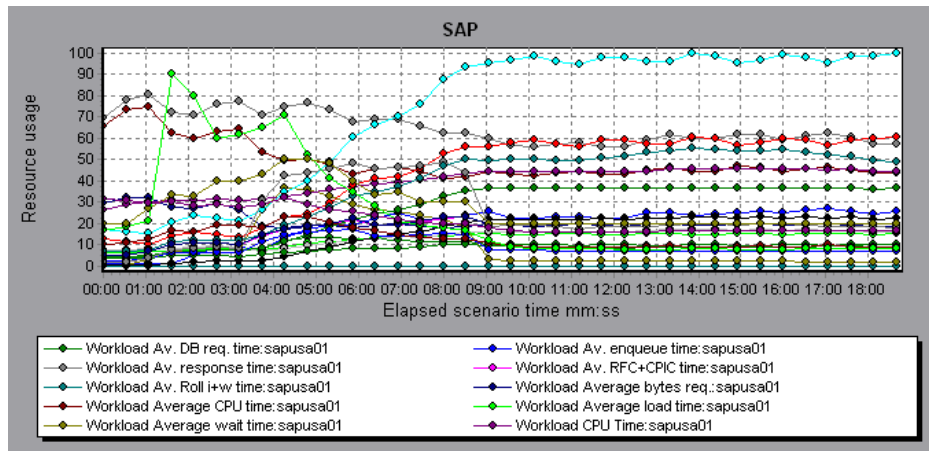 SAP
100
90
80
70
60
50
40
30
20
10
0
Resource usage
00:00 01:00 02:00 03:00 04:00 05:00 06:00 07:00 08:00 09:00 10:00 11:00 12:00 13:00 14:00 15:00 16:00 17:00 18:00
Elapsed scenario time mm:ss
Workload Av. DB req. time:sapusa01 Workload Av. enqueue time:sapusa01
Workload Av. response time:sapusa01 Workload Av. RFC+CPIC time:sapusa01
Workload Av. Roll i+w time:sapusa01 Workload Average bytes req.:sapusa01
Workload Average CPU time:sapusa01 Workload Average load time:sapusa01
Workload Average wait time:sapusa01 Workload CPU Time:sapusa01